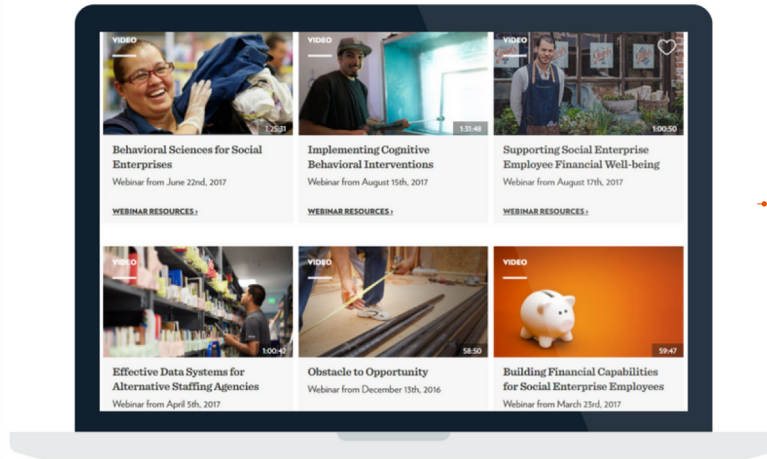 VIDEO
VIDEO
VIDEO
1:25:31
1:31:48
1:00:50
Behavioral Sciences for Social
Enterprises
Webinar from June 22nd, 2017
WEBINAR RESOURCES ›
Implementing Cognitive
Behavioral Interventions
Webinar from August 15th, 2017
WEBINAR RESOURCES ›
Supporting Social Enterprise
Employee Financial Well-being
Webinar from August 17th, 2017
WEBINAR RESOURCES ›
VIDEO
VIDEO
VIDEO
1:00:42
58:50
59:47
Effective Data Systems for
Alternative Staffing Agencies
Webinar from April 5th, 2017
Obstacle to Opportunity
Webinar from December 13th, 2016
Building Financial Capabilities
for Social Enterprise Employees
Webinar from March 23rd, 2017